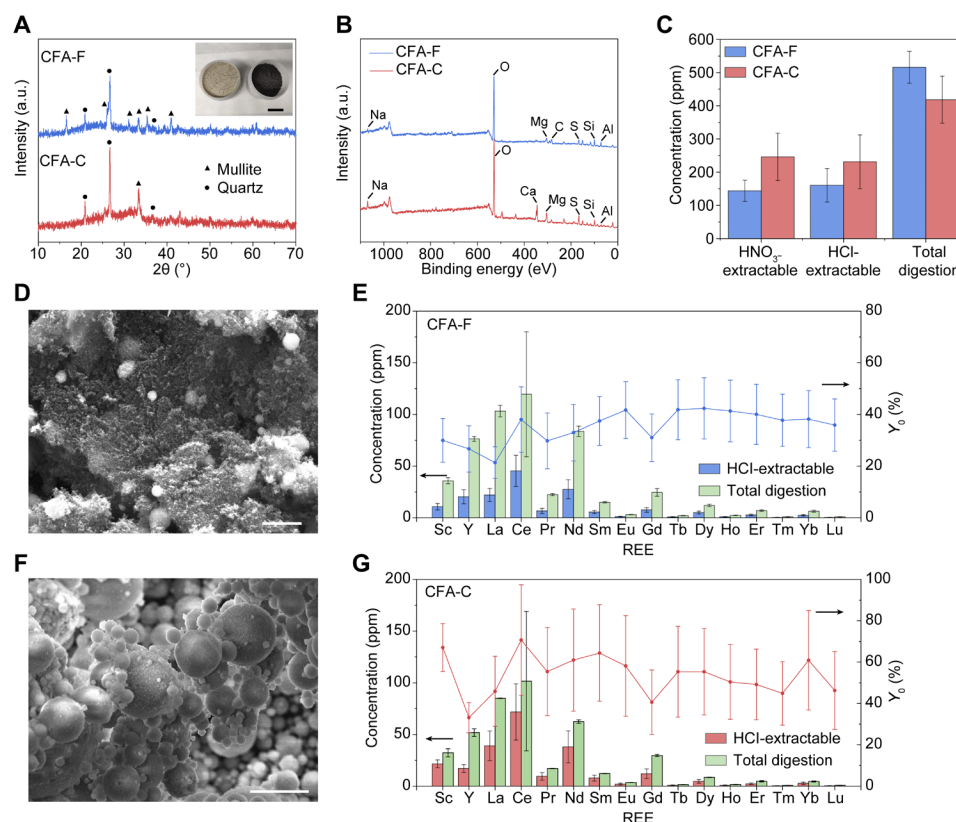 A
CFA-F
Intensity (a.u.)
CFA-C
Mullite
Quartz
10 20 30 40 50 60 70
2θ (°)
B
CFA-F
CFA-C
Intensity (a.u.)
O
Na
Mg C S Si Al
O
Na
Ca
Mg S Si Al
1000 800 600 400 200 0
Binding energy (eV)
C
Concentration (ppm)
600
500
400
300
200
100
0
CFA-F
CFA-C
HNO3-
extractable
HCl-
extractable
Total
digestion
D
E
CFA-F
Concentration (ppm)
200
150
100
50
0
80
60
40
20
0
Y0 (%)
HCl-extractable
Total digestion
Sc Y La Ce Pr Nd Sm Eu Gd Tb Dy Ho Er Tm Yb Lu
REE
F
G
CFA-C
Concentration (ppm)
200
150
100
50
0
100
80
60
40
20
0
Y0 (%)
HCl-extractable
Total digestion
Sc Y La Ce Pr Nd Sm Eu Gd Tb Dy Ho Er Tm Yb Lu
REE